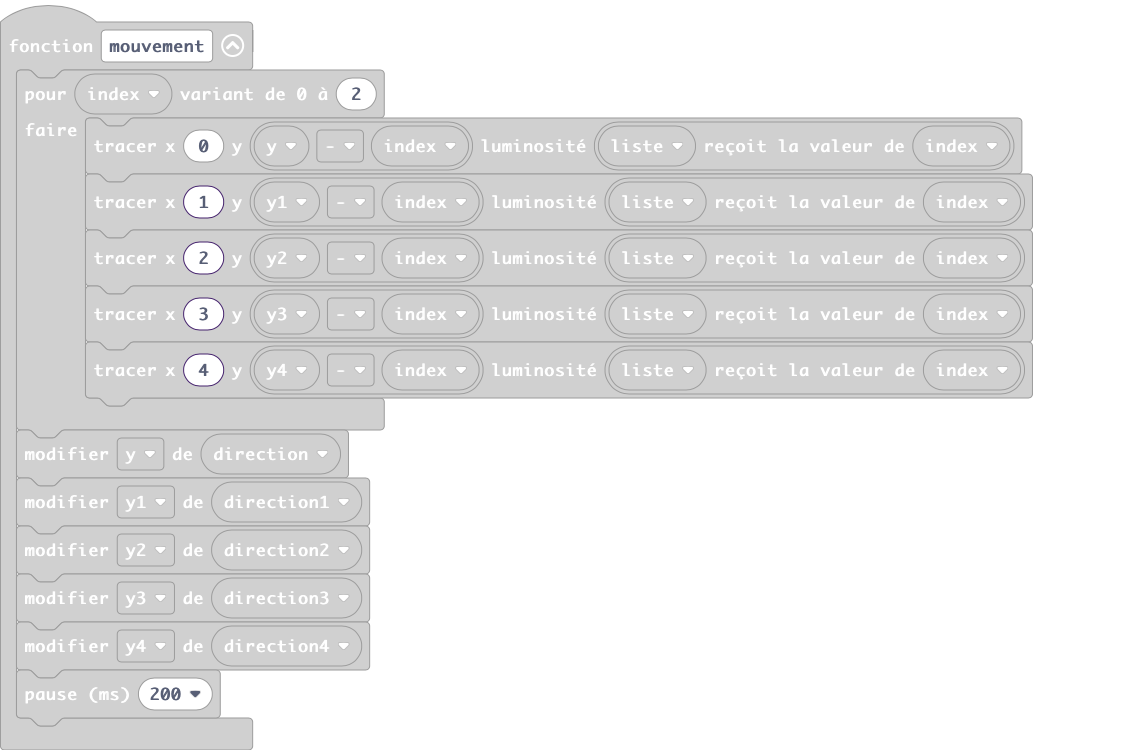 fonction mouvement
pour index variant de 0 à 2
faire
tracer x 0 y y - index luminosité liste reçoit la valeur de index
tracer x 1 y y1 - index luminosité liste reçoit la valeur de index
tracer x 2 y y2 - index luminosité liste reçoit la valeur de index
tracer x 3 y y3 - index luminosité liste reçoit la valeur de index
tracer x 4 y y4 - index luminosité liste reçoit la valeur de index
modifier y de direction
modifier y1 de direction1
modifier y2 de direction2
modifier y3 de direction3
modifier y4 de direction4
pause (ms) 200